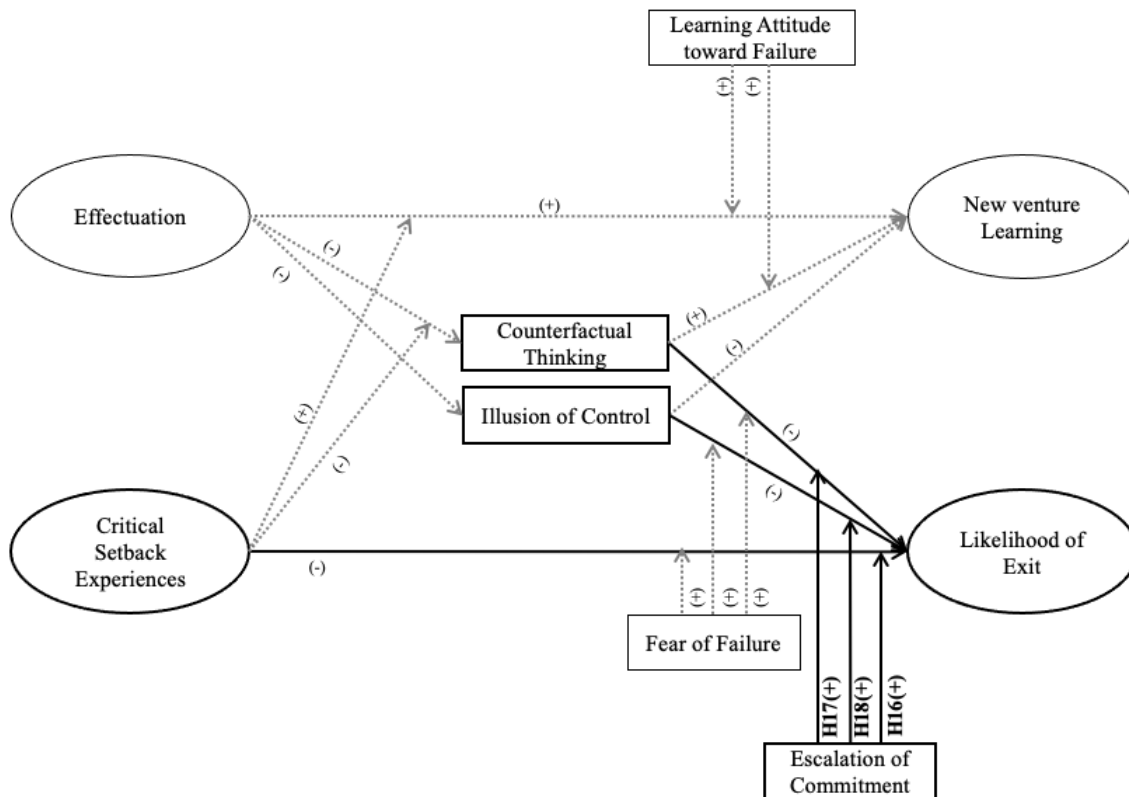 Learning Attitude
toward Failure
(+)
(+)
Effectuation
(+)
New venture
Learning
(-)
(-)
Counterfactual
Thinking
(+)
(-)
Illusion of Control
(+)
(-)
(-)
(-)
Critical
Setback
Experiences
(-)
Likelihood of
Exit
(+)
(+)
(+)
Fear of Failure
H17(+)
H18(+)
H16(+)
Escalation of
Commitment